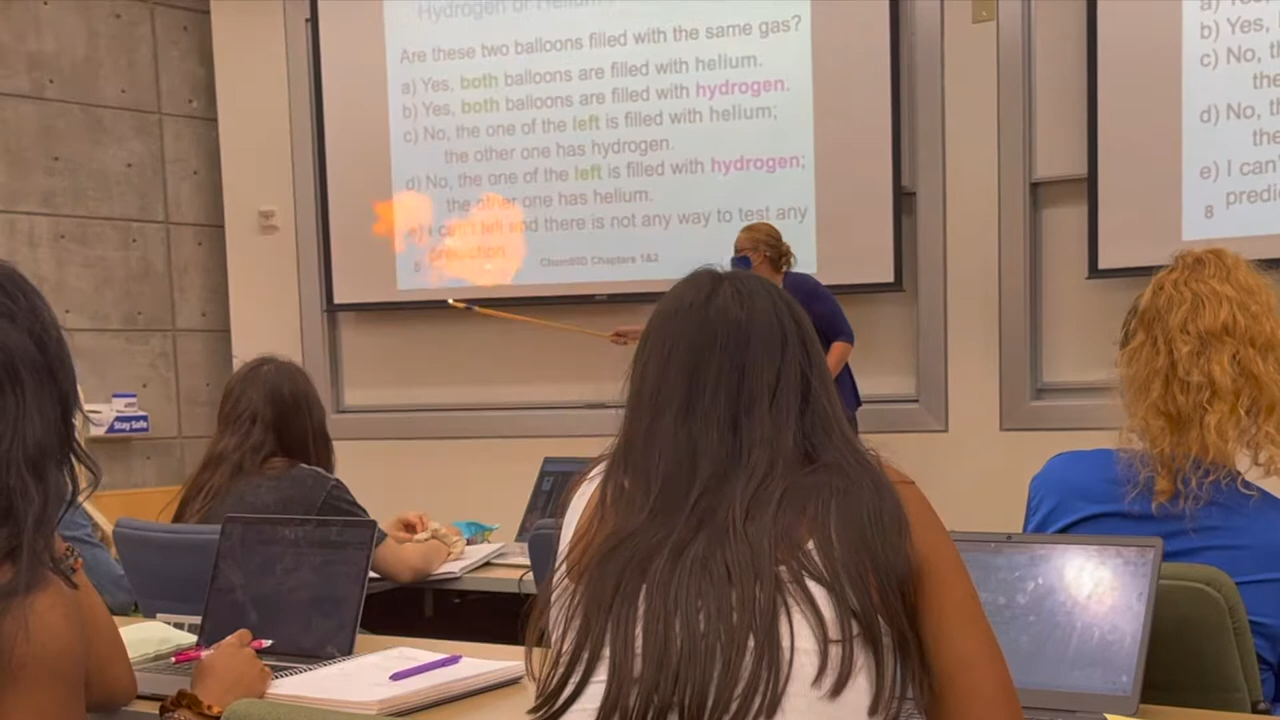 Hydrogen or Helium
Are these two balloons filled with the same gas?
a) Yes, both balloons are filled with helium.
b) Yes, both balloons are filled with hydrogen.
c) No, the one of the left is filled with helium;
the other one has hydrogen.
d) No, the one of the left is filled with hydrogen;
the other one has helium.
e) I can't tell and there is not any way to test any
prediction
8
Chem99D Chapters 1&2
a) Yes,
b) Yes,
c) No, th
the
d) No, th
the
e) I can
predi
8
Stay Safe